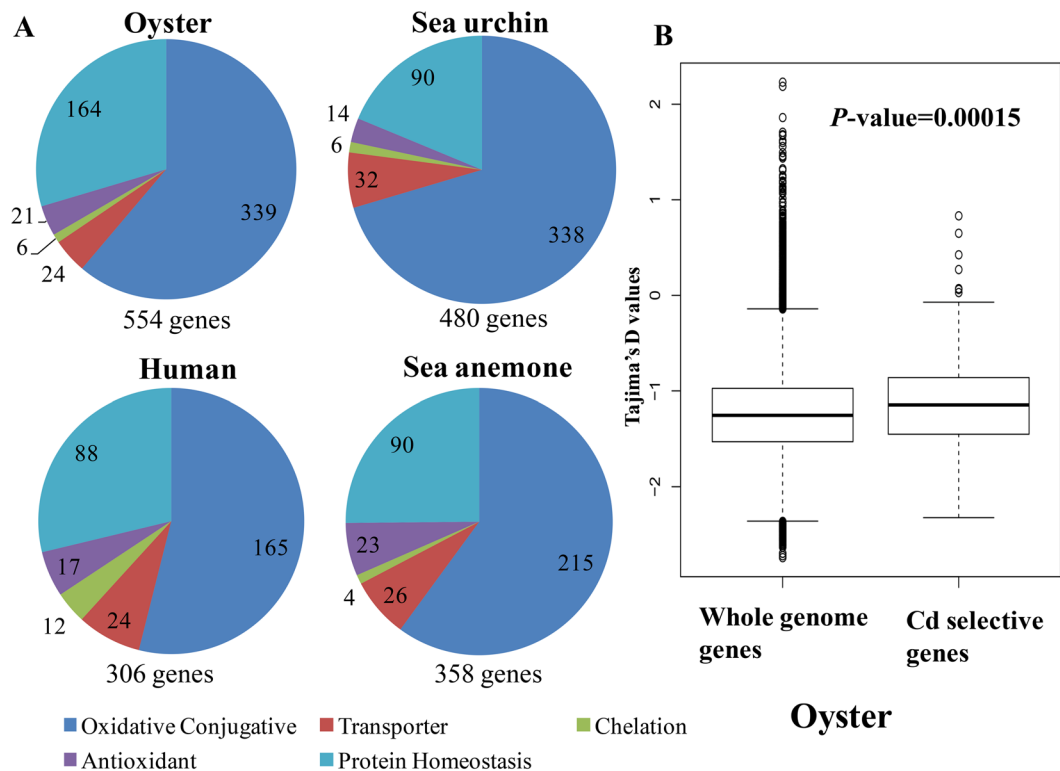 A
Oyster
164
339
21
6
24
554 genes
Sea urchin
90
14
6
32
338
480 genes
Human
88
165
17
12
24
306 genes
Sea anemone
90
23
215
4
26
358 genes
Oxidative Conjugative
Transporter
Chelation
Antioxidant
Protein Homeostasis
B
P-value=0.00015
Tajima's D values
2
1
0
−1
−2
Whole genome
genes
Cd selective
genes
Oyster